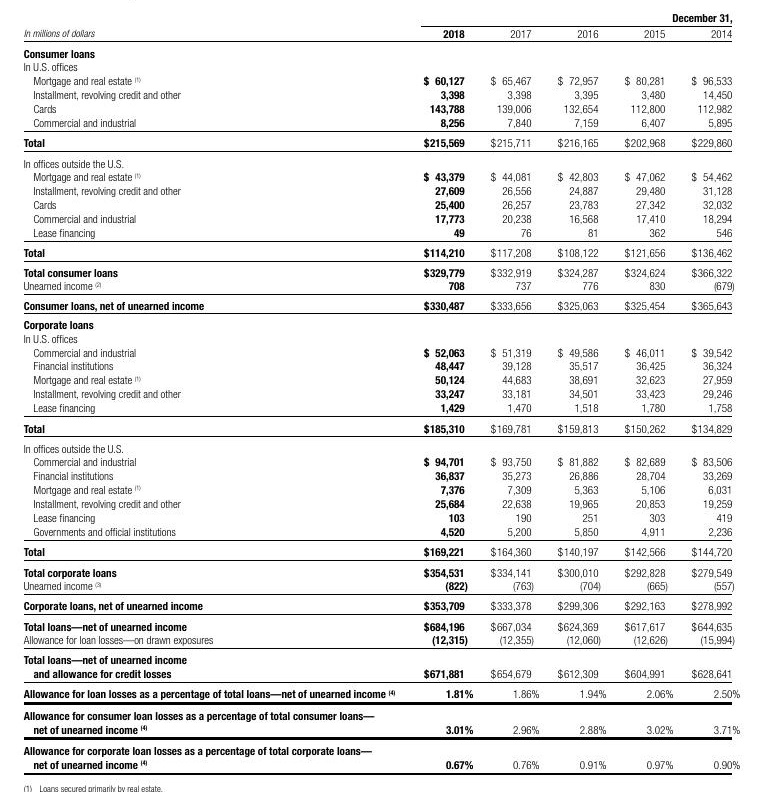 December 31,
In millions of dollars 2018 2017 2016 2015 2014
Consumer loans
In U.S. offices
Mortgage and real estate (1) $ 60,127 $ 65,467 $ 72,957 $ 80,281 $ 96,533
Installment, revolving credit and other 3,398 3,398 3,395 3,480 14,450
Cards 143,788 139,006 132,654 112,800 112,982
Commercial and industrial 8,256 7,840 7,159 6,407 5,895
Total $215,569 $215,711 $216,165 $202,968 $229,860
In offices outside the U.S.
Mortgage and real estate (1) $ 43,379 $ 44,081 $ 42,803 $ 47,062 $ 54,462
Installment, revolving credit and other 27,609 26,556 24,887 29,480 31,128
Cards 25,400 26,257 23,783 27,342 32,032
Commercial and industrial 17,773 20,238 16,568 17,410 18,294
Lease financing 49 76 81 362 546
Total $114,210 $117,208 $108,122 $121,656 $136,462
Total consumer loans $329,779 $332,919 $324,287 $324,624 $366,322
Unearned income (2) 708 737 776 830 (679)
Consumer loans, net of unearned income $330,487 $333,656 $325,063 $325,454 $365,643
Corporate loans
In U.S. offices
Commercial and industrial $ 52,063 $ 51,319 $ 49,586 $ 46,011 $ 39,542
Financial institutions 48,447 39,128 35,517 36,425 36,324
Mortgage and real estate (1) 50,124 44,683 38,691 32,623 27,959
Installment, revolving credit and other 33,247 33,181 34,501 33,423 29,246
Lease financing 1,429 1,470 1,518 1,780 1,758
Total $185,310 $169,781 $159,813 $150,262 $134,829
In offices outside the U.S.
Commercial and industrial $ 94,701 $ 93,750 $ 81,882 $ 82,689 $ 83,506
Financial institutions 36,837 35,273 26,886 28,704 33,269
Mortgage and real estate (1) 7,376 7,309 5,363 5,106 6,031
Installment, revolving credit and other 25,684 22,638 19,965 20,853 19,259
Lease financing 103 190 251 303 419
Governments and official institutions 4,520 5,200 5,850 4,911 2,236
Total $169,221 $164,360 $140,197 $142,566 $144,720
Total corporate loans $354,531 $334,141 $300,010 $292,828 $279,549
Unearned income (3) (822) (763) (704) (665) (557)
Corporate loans, net of unearned income $353,709 $333,378 $299,306 $292,163 $278,992
Total loans—net of unearned income $684,196 $667,034 $624,369 $617,617 $644,635
Allowance for loan losses—on drawn exposures (12,315) (12,355) (12,060) (12,626) (15,994)
Total loans—net of unearned income
and allowance for credit losses $671,881 $654,679 $612,309 $604,991 $628,641
Allowance for loan losses as a percentage of total loans—net of unearned income (4) 1.81% 1.86% 1.94% 2.06% 2.50%
Allowance for consumer loan losses as a percentage of total consumer loans—
net of unearned income (4) 3.01% 2.96% 2.88% 3.02% 3.71%
Allowance for corporate loan losses as a percentage of total corporate loans—
net of unearned income (4) 0.67% 0.76% 0.91% 0.97% 0.90%
(1) Loans secured primarily by real estate.